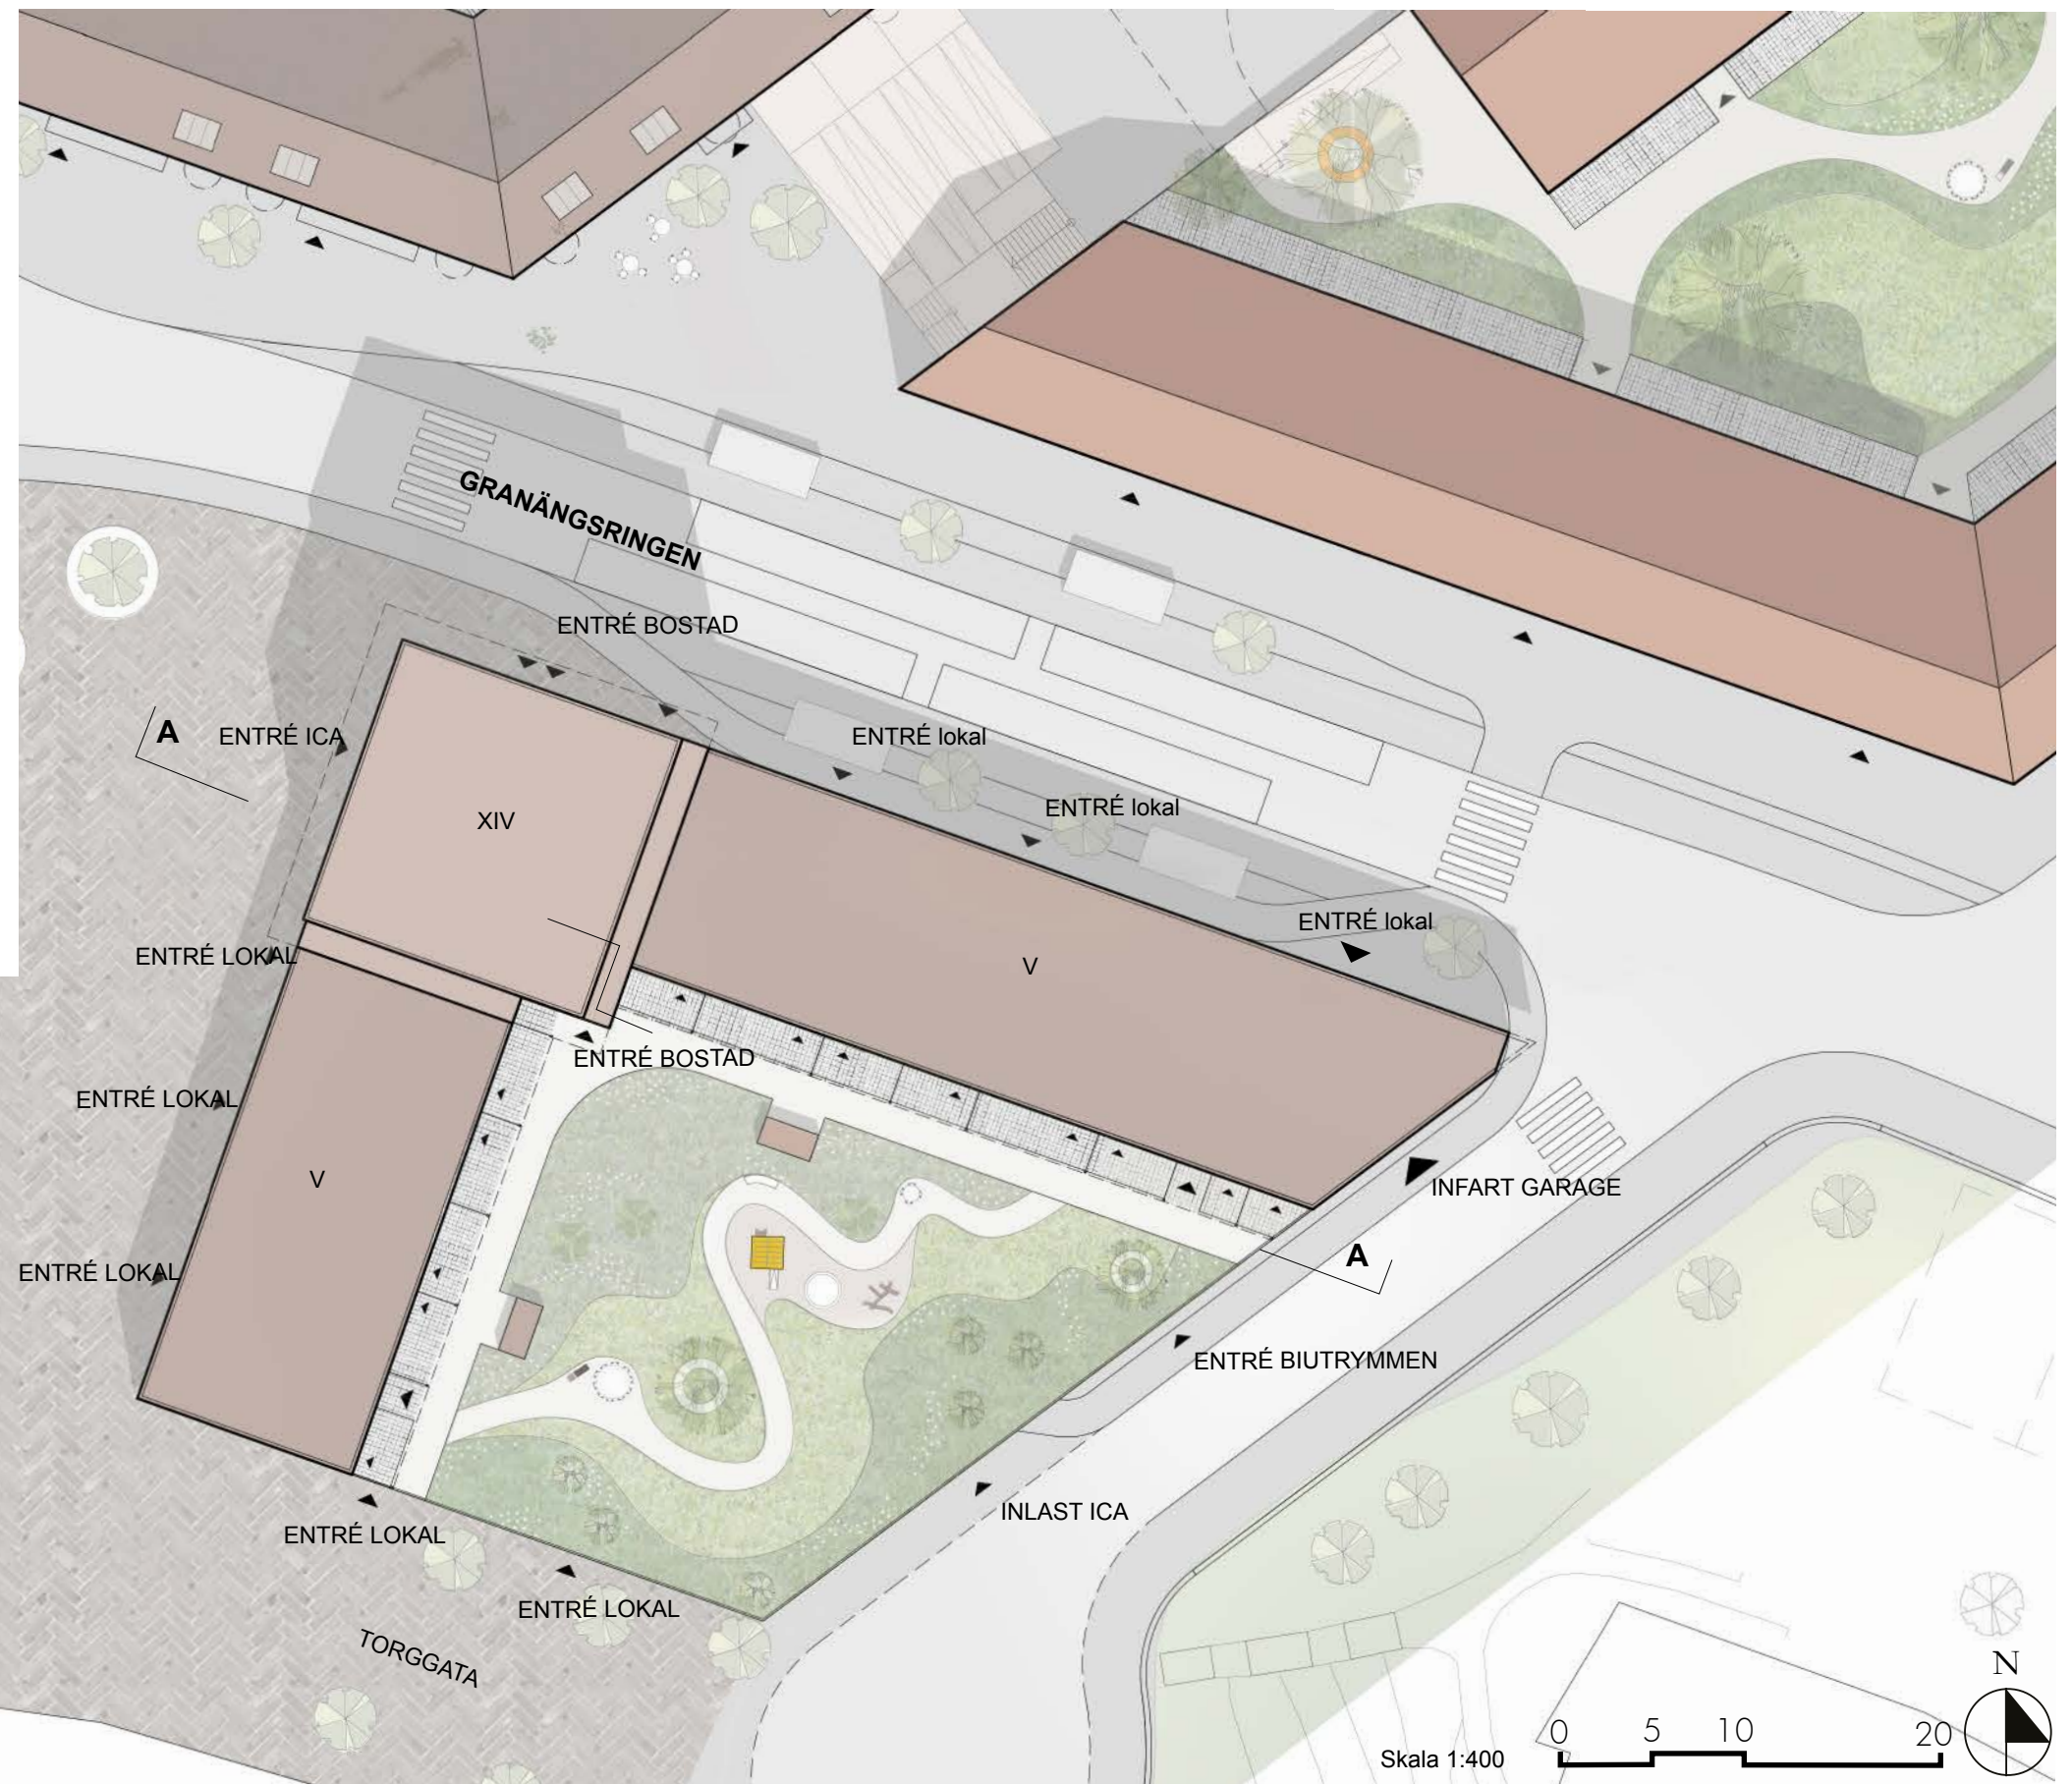 GRANÄNGSRINGEN
ENTRÉ BOSTAD
A
ENTRÉ ICA
ENTRÉ lokal
XIV
ENTRÉ lokal
ENTRÉ lokal
ENTRÉ LOKAL
V
ENTRÉ BOSTAD
ENTRÉ LOKAL
V
INFART GARAGE
A
ENTRÉ LOKAL
ENTRÉ BIUTRYMMEN
INLAST ICA
ENTRÉ LOKAL
ENTRÉ LOKAL
TORGGATA
N
0 5 10 20
Skala 1:400